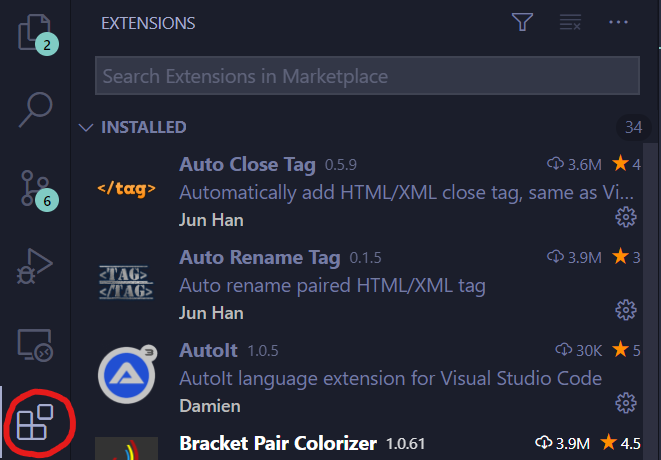 EXTENSIONS
2
Search Extensions in Marketplace
INSTALLED 34
Auto Close Tag 0.5.9 3.6M 4
</tag>
Automatically add HTML/XML close tag, same as Vi...
6
Jun Han
Auto Rename Tag 0.1.5 3.9M 3
<TAG>
</TAG>
Auto rename paired HTML/XML tag
Jun Han
AutoIt 1.0.5 30K 5
3
AutoIt language extension for Visual Studio Code
Damien
Bracket Pair Colorizer 1.0.61 3.9M 4.5